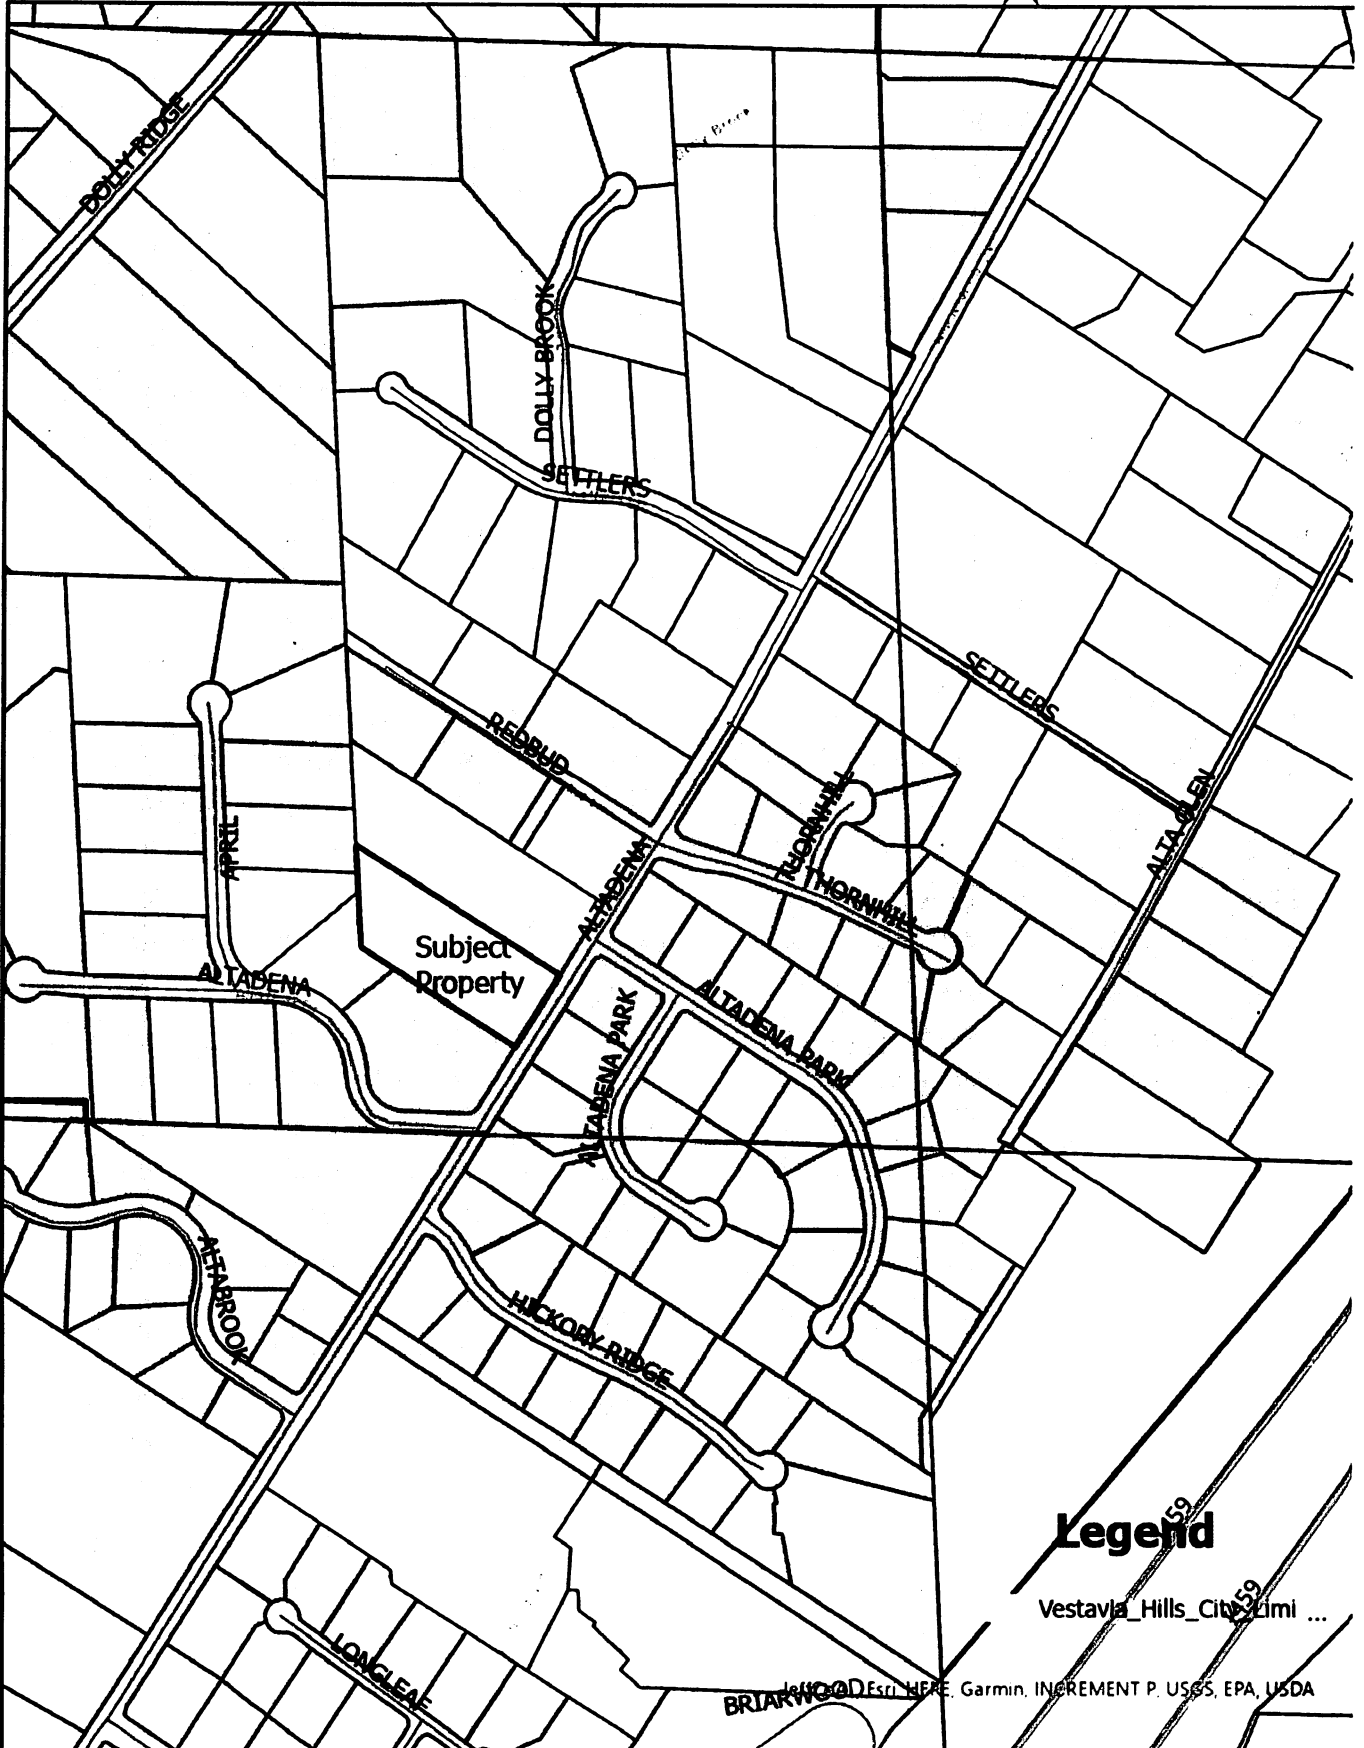 DOLLY RIDGE
DOLLY BROOK
SETTLERS
SETTLERS
REDBUD
THORNHILL
ALTA GLEN
APRIL
ALTADENA
THORNHILL
Subject
Property
ALTADENA
ALTADENA PARK
ALTADENA PARK
ALTABROOK
HICKORY RIDGE
Legend
I-459
Vestavia_Hills_City_Limi ...
I-459
LONGLEAF
BRIARWOOD
Esri, HERE, Garmin, INCREMENT P, USGS, EPA, USDA